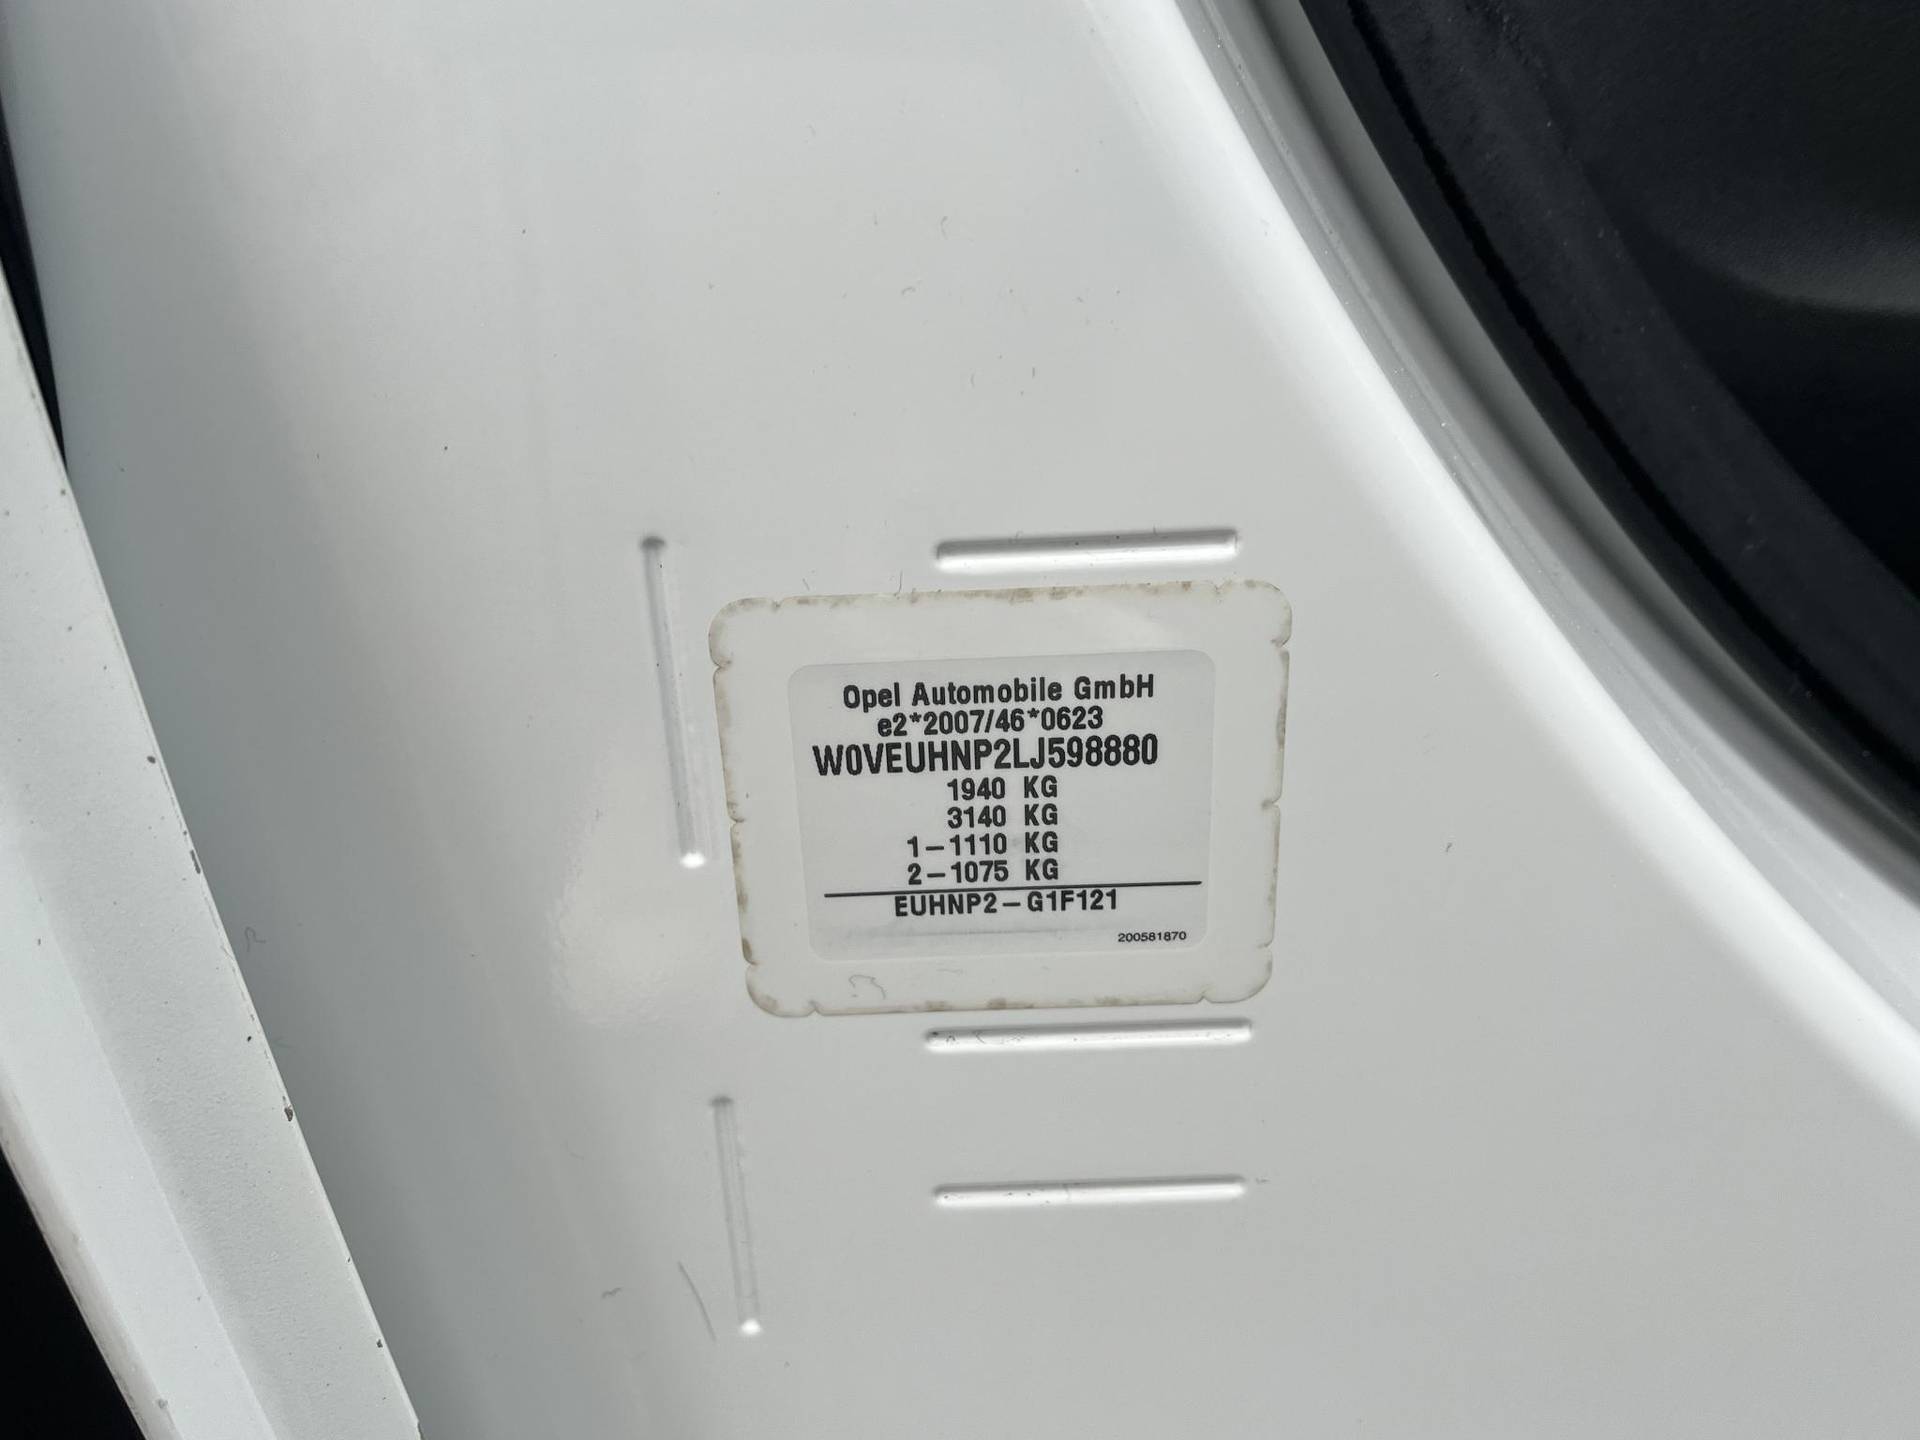 Opel Automobile GmbH
e2*2007/46*0623
W0VEUHNP2LJ598880
1940 KG
3140 KG
1-1110 KG
2-1075 KG
EUHNP2-G1F121
200581870